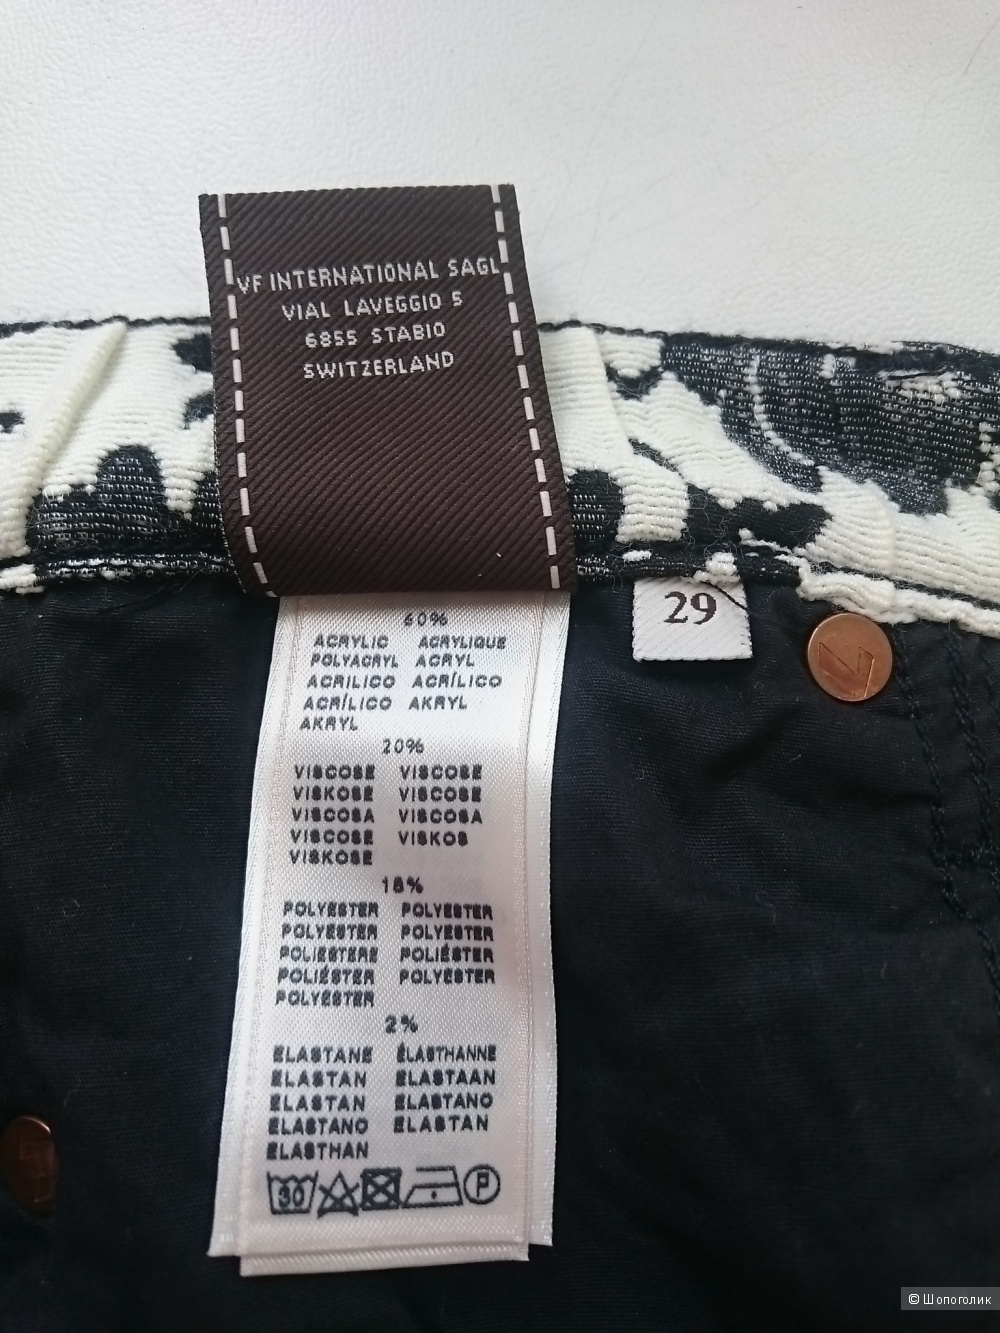 VF INTERNATIONAL SAGL
VIAL LAVEGGIO 5
6855 STABIO
SWITZERLAND
29
60%
ACRYLIC ACRYLIQUE
POLYACRYL ACRYL
ACRILICO ACRÍLICO
ACRÍLICO AKRYL
AKRYL
20%
VISCOSE VISCOSE
VISKOSE VISCOSE
VISCOSA VISCOSA
VISCOSE VISKOS
VISKOSE
18%
POLYESTER POLYESTER
POLYESTER POLYESTER
POLIESTERE POLIÉSTER
POLIÉSTER POLYESTER
POLYESTER
2%
ELASTANE ÉLASTHANNE
ELASTAN ELASTAAN
ELASTAN ELASTANO
ELASTANO ELASTAN
ELASTHAN
30 P
© Шопоголик